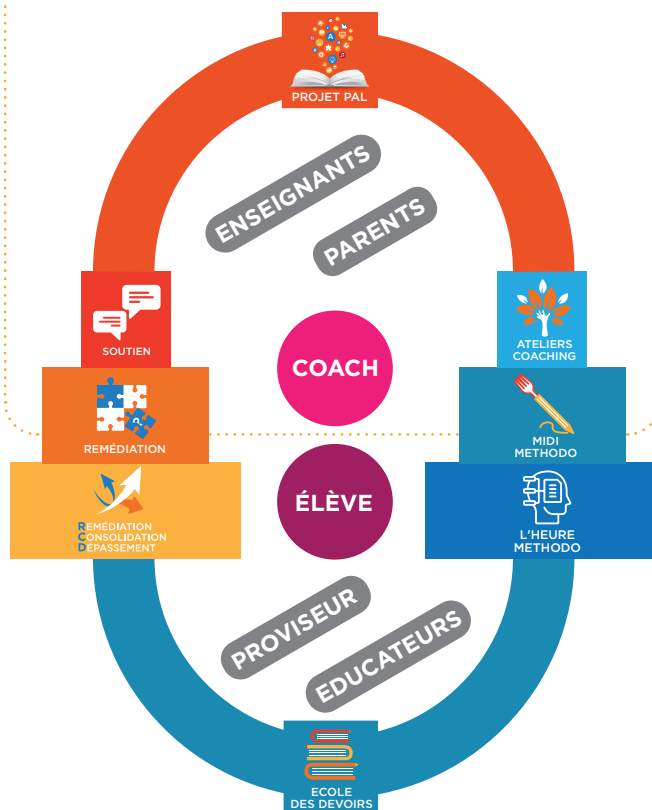 PROJET PAL
ENSEIGNANTS
PARENTS
SOUTIEN
ATELIERS
COACHING
COACH
REMÉDIATION
MIDI
METHODO
ÉLÈVE
REMÉDIATION
CONSOLIDATION
DÉPASSEMENT
L'HEURE
METHODO
PROVISEUR
EDUCATEURS
ECOLE
DES DEVOIRS